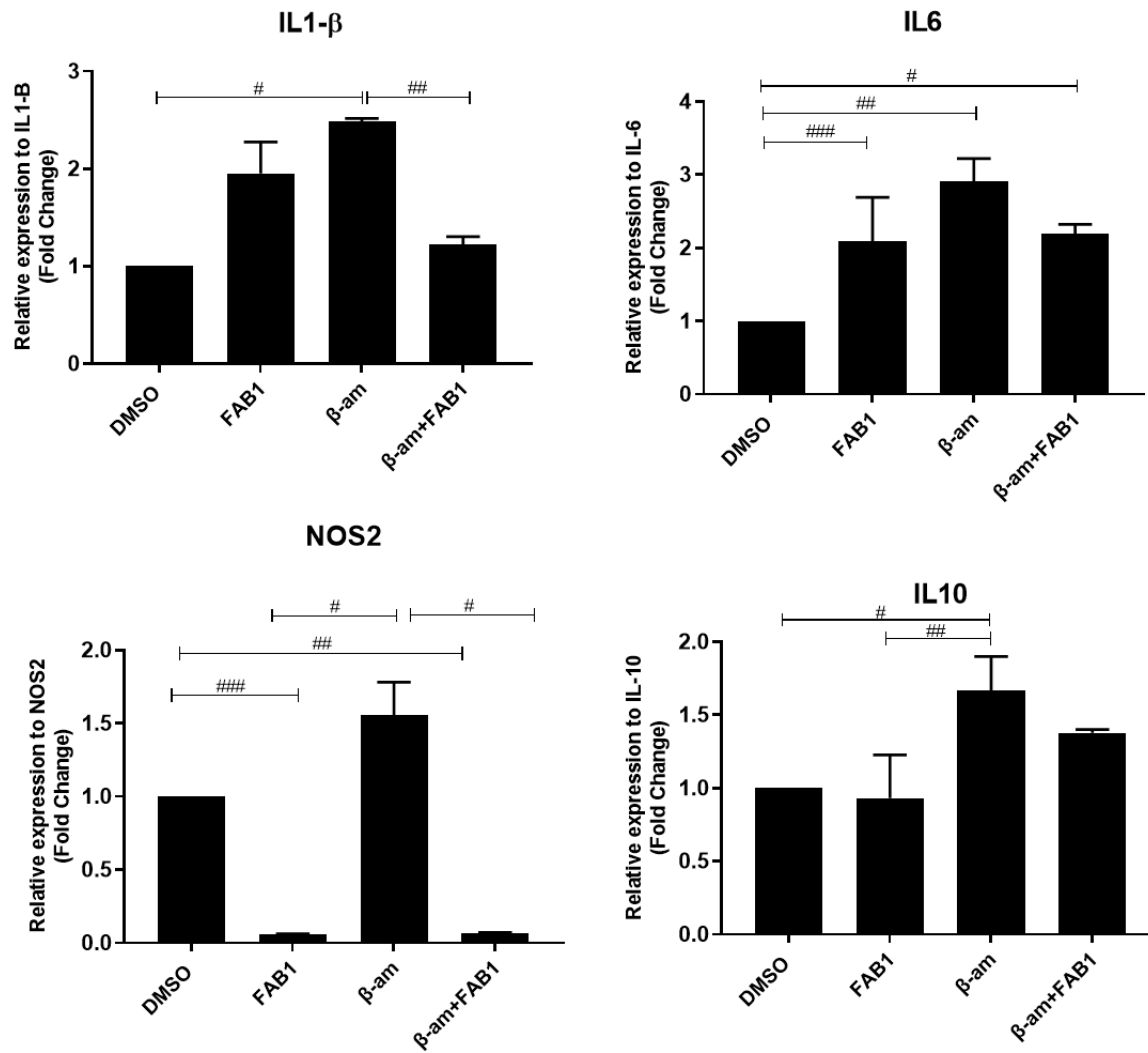 IL1-β
Relative expression to IL1-B
(Fold Change)
3
2
1
0
#
##
DMSO
FAB1
β-am
β-am+FAB1
IL6
Relative expression to IL-6
(Fold Change)
4
3
2
1
0
#
##
###
DMSO
FAB1
β-am
β-am+FAB1
NOS2
Relative expression to NOS2
(Fold Change)
2.0
1.5
1.0
0.5
0.0
#
#
##
###
DMSO
FAB1
β-am
β-am+FAB1
IL10
Relative expression to IL-10
(Fold Change)
2.0
1.5
1.0
0.5
0.0
#
##
DMSO
FAB1
β-am
β-am+FAB1